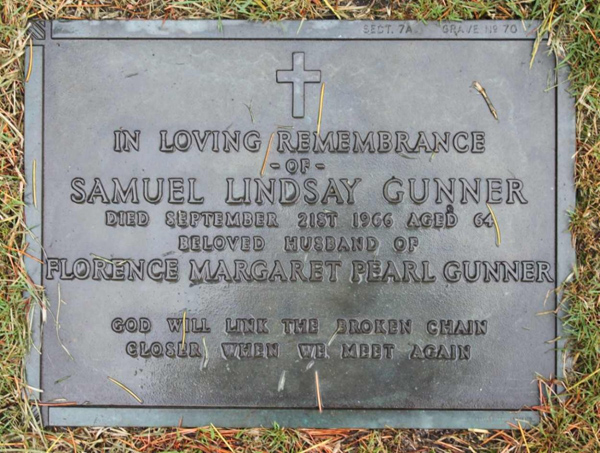 SECT. 7A. GRAVE Nº 70
IN LOVING REMEMBRANCE
- OF -
SAMUEL LINDSAY GUNNER
DIED SEPTEMBER 21ST 1966 AGED 64
BELOVED HUSBAND OF
FLORENCE MARGARET PEARL GUNNER
GOD WILL LINK THE BROKEN CHAIN
CLOSER WHEN WE MEET AGAIN